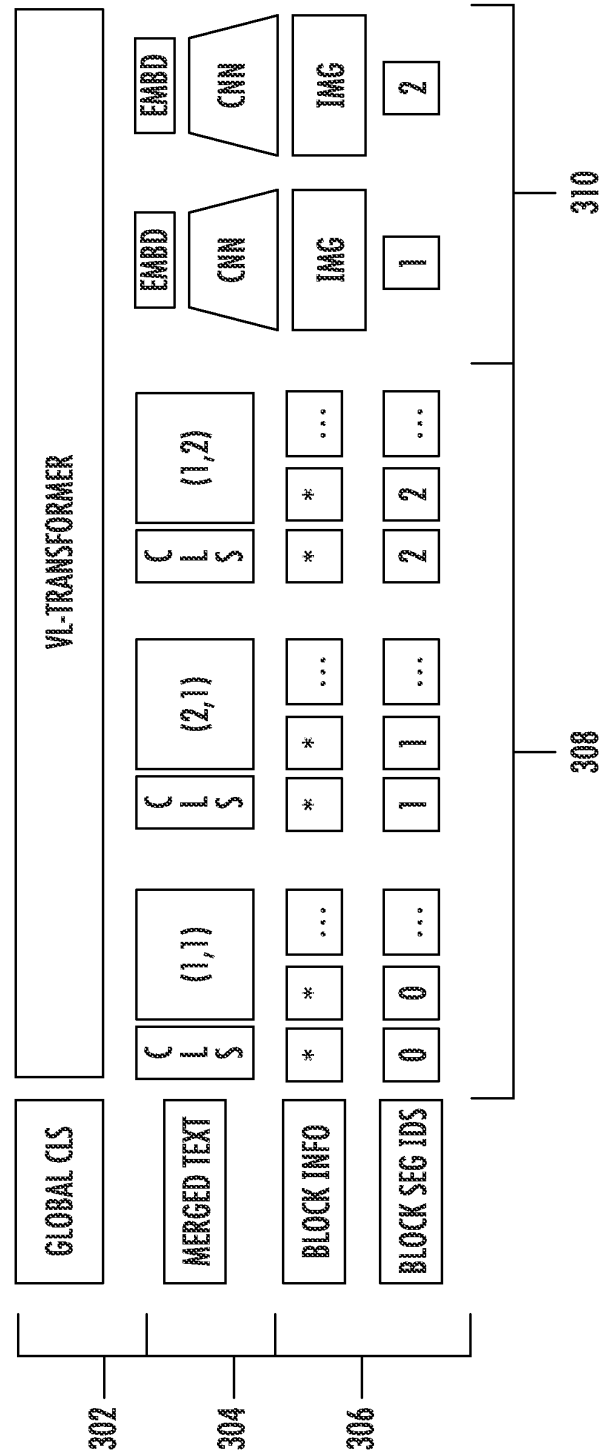 302
GLOBAL CLS
VL-TRANSFORMER
304
MERGED TEXT
CLS
(1,1)
CLS
(2,1)
CLS
(1,2)
EMBD
CNN
EMBD
CNN
306
BLOCK INFO
* * ...
* * ...
* * ...
IMG
IMG
BLOCK SEG IDS
0 0 ...
1 1 ...
2 2 ...
1
2
308
310